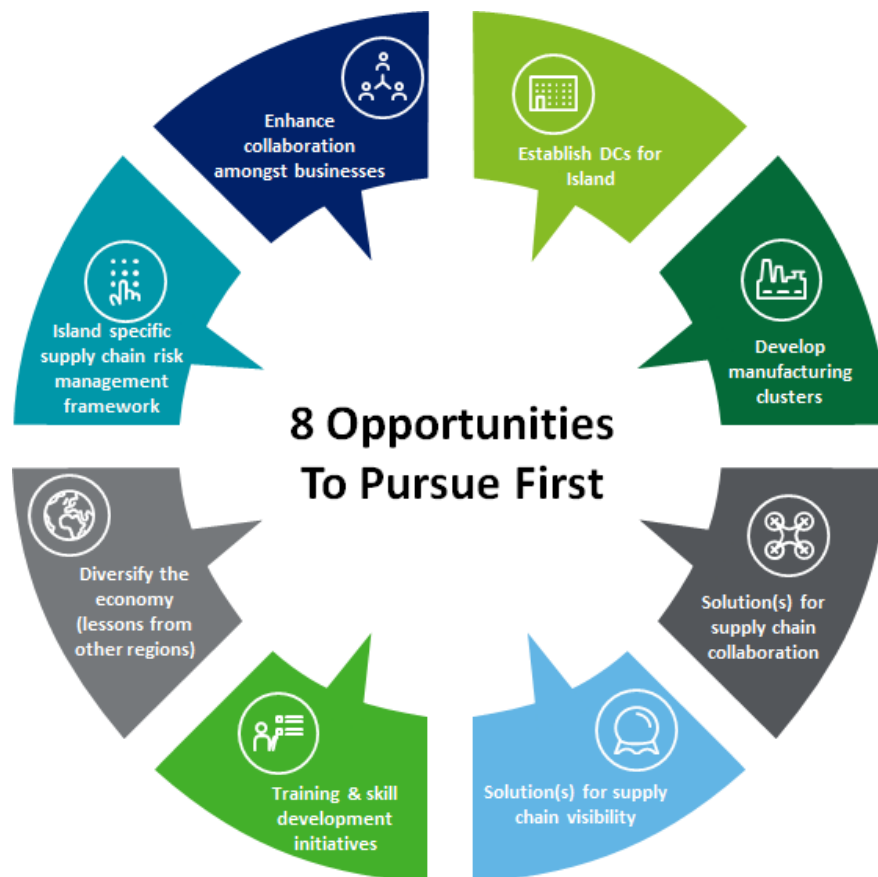 8 Opportunities
To Pursue First
Establish DCs for
Island
Develop
manufacturing
clusters
Solution(s) for
supply chain
collaboration
Solution(s) for supply
chain visibility
Training & skill
development
initiatives
Diversify the
economy
(lessons from
other regions)
Island specific
supply chain risk
management
framework
Enhance
collaboration
amongst businesses